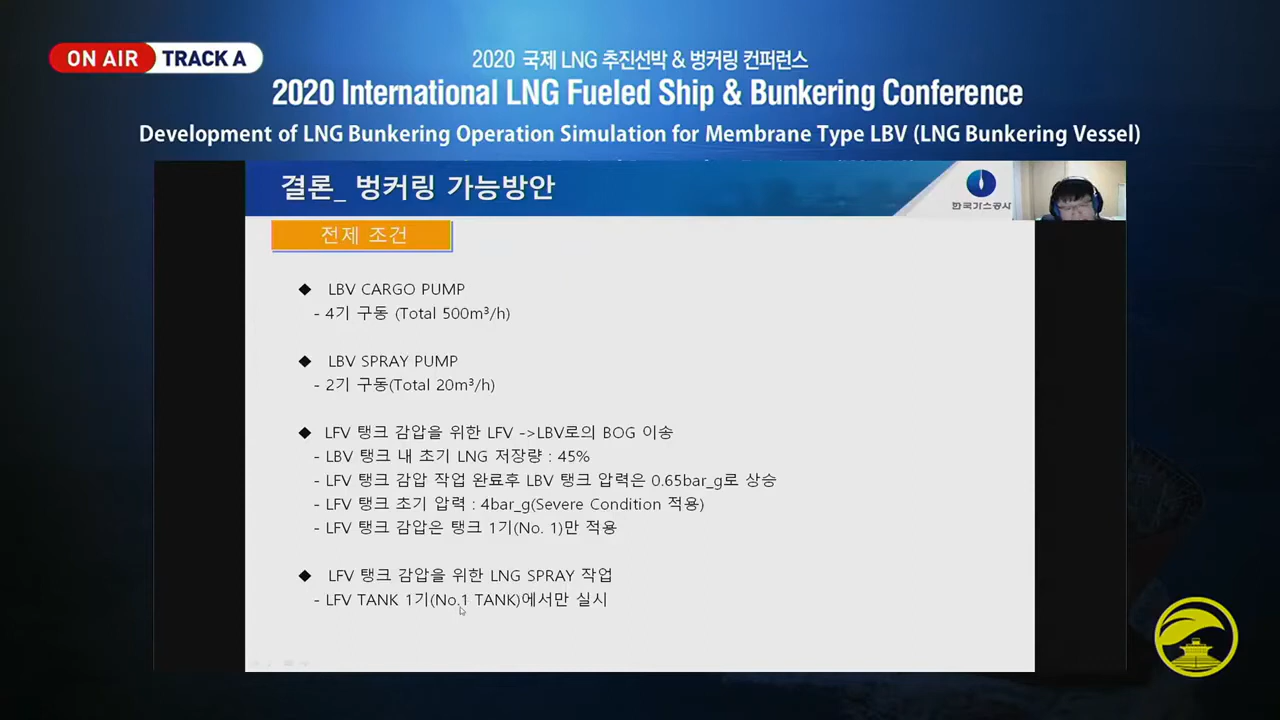 ON AIR TRACK A
2020 국제 LNG 추진선박 & 벙커링 컨퍼런스
2020 International LNG Fueled Ship & Bunkering Conference
Development of LNG Bunkering Operation Simulation for Membrane Type LBV (LNG Bunkering Vessel)
결론_ 벙커링 가능방안
한국가스공사
전제 조건
◆ LBV CARGO PUMP
- 4기 구동 (Total 500m³/h)
◆ LBV SPRAY PUMP
- 2기 구동(Total 20m³/h)
◆ LFV 탱크 감압을 위한 LFV ->LBV로의 BOG 이송
- LBV 탱크 내 초기 LNG 저장량 : 45%
- LFV 탱크 감압 작업 완료후 LBV 탱크 압력은 0.65bar_g로 상승
- LFV 탱크 초기 압력 : 4bar_g(Severe Condition 적용)
- LFV 탱크 감압은 탱크 1기(No. 1)만 적용
◆ LFV 탱크 감압을 위한 LNG SPRAY 작업
- LFV TANK 1기(No.1 TANK)에서만 실시